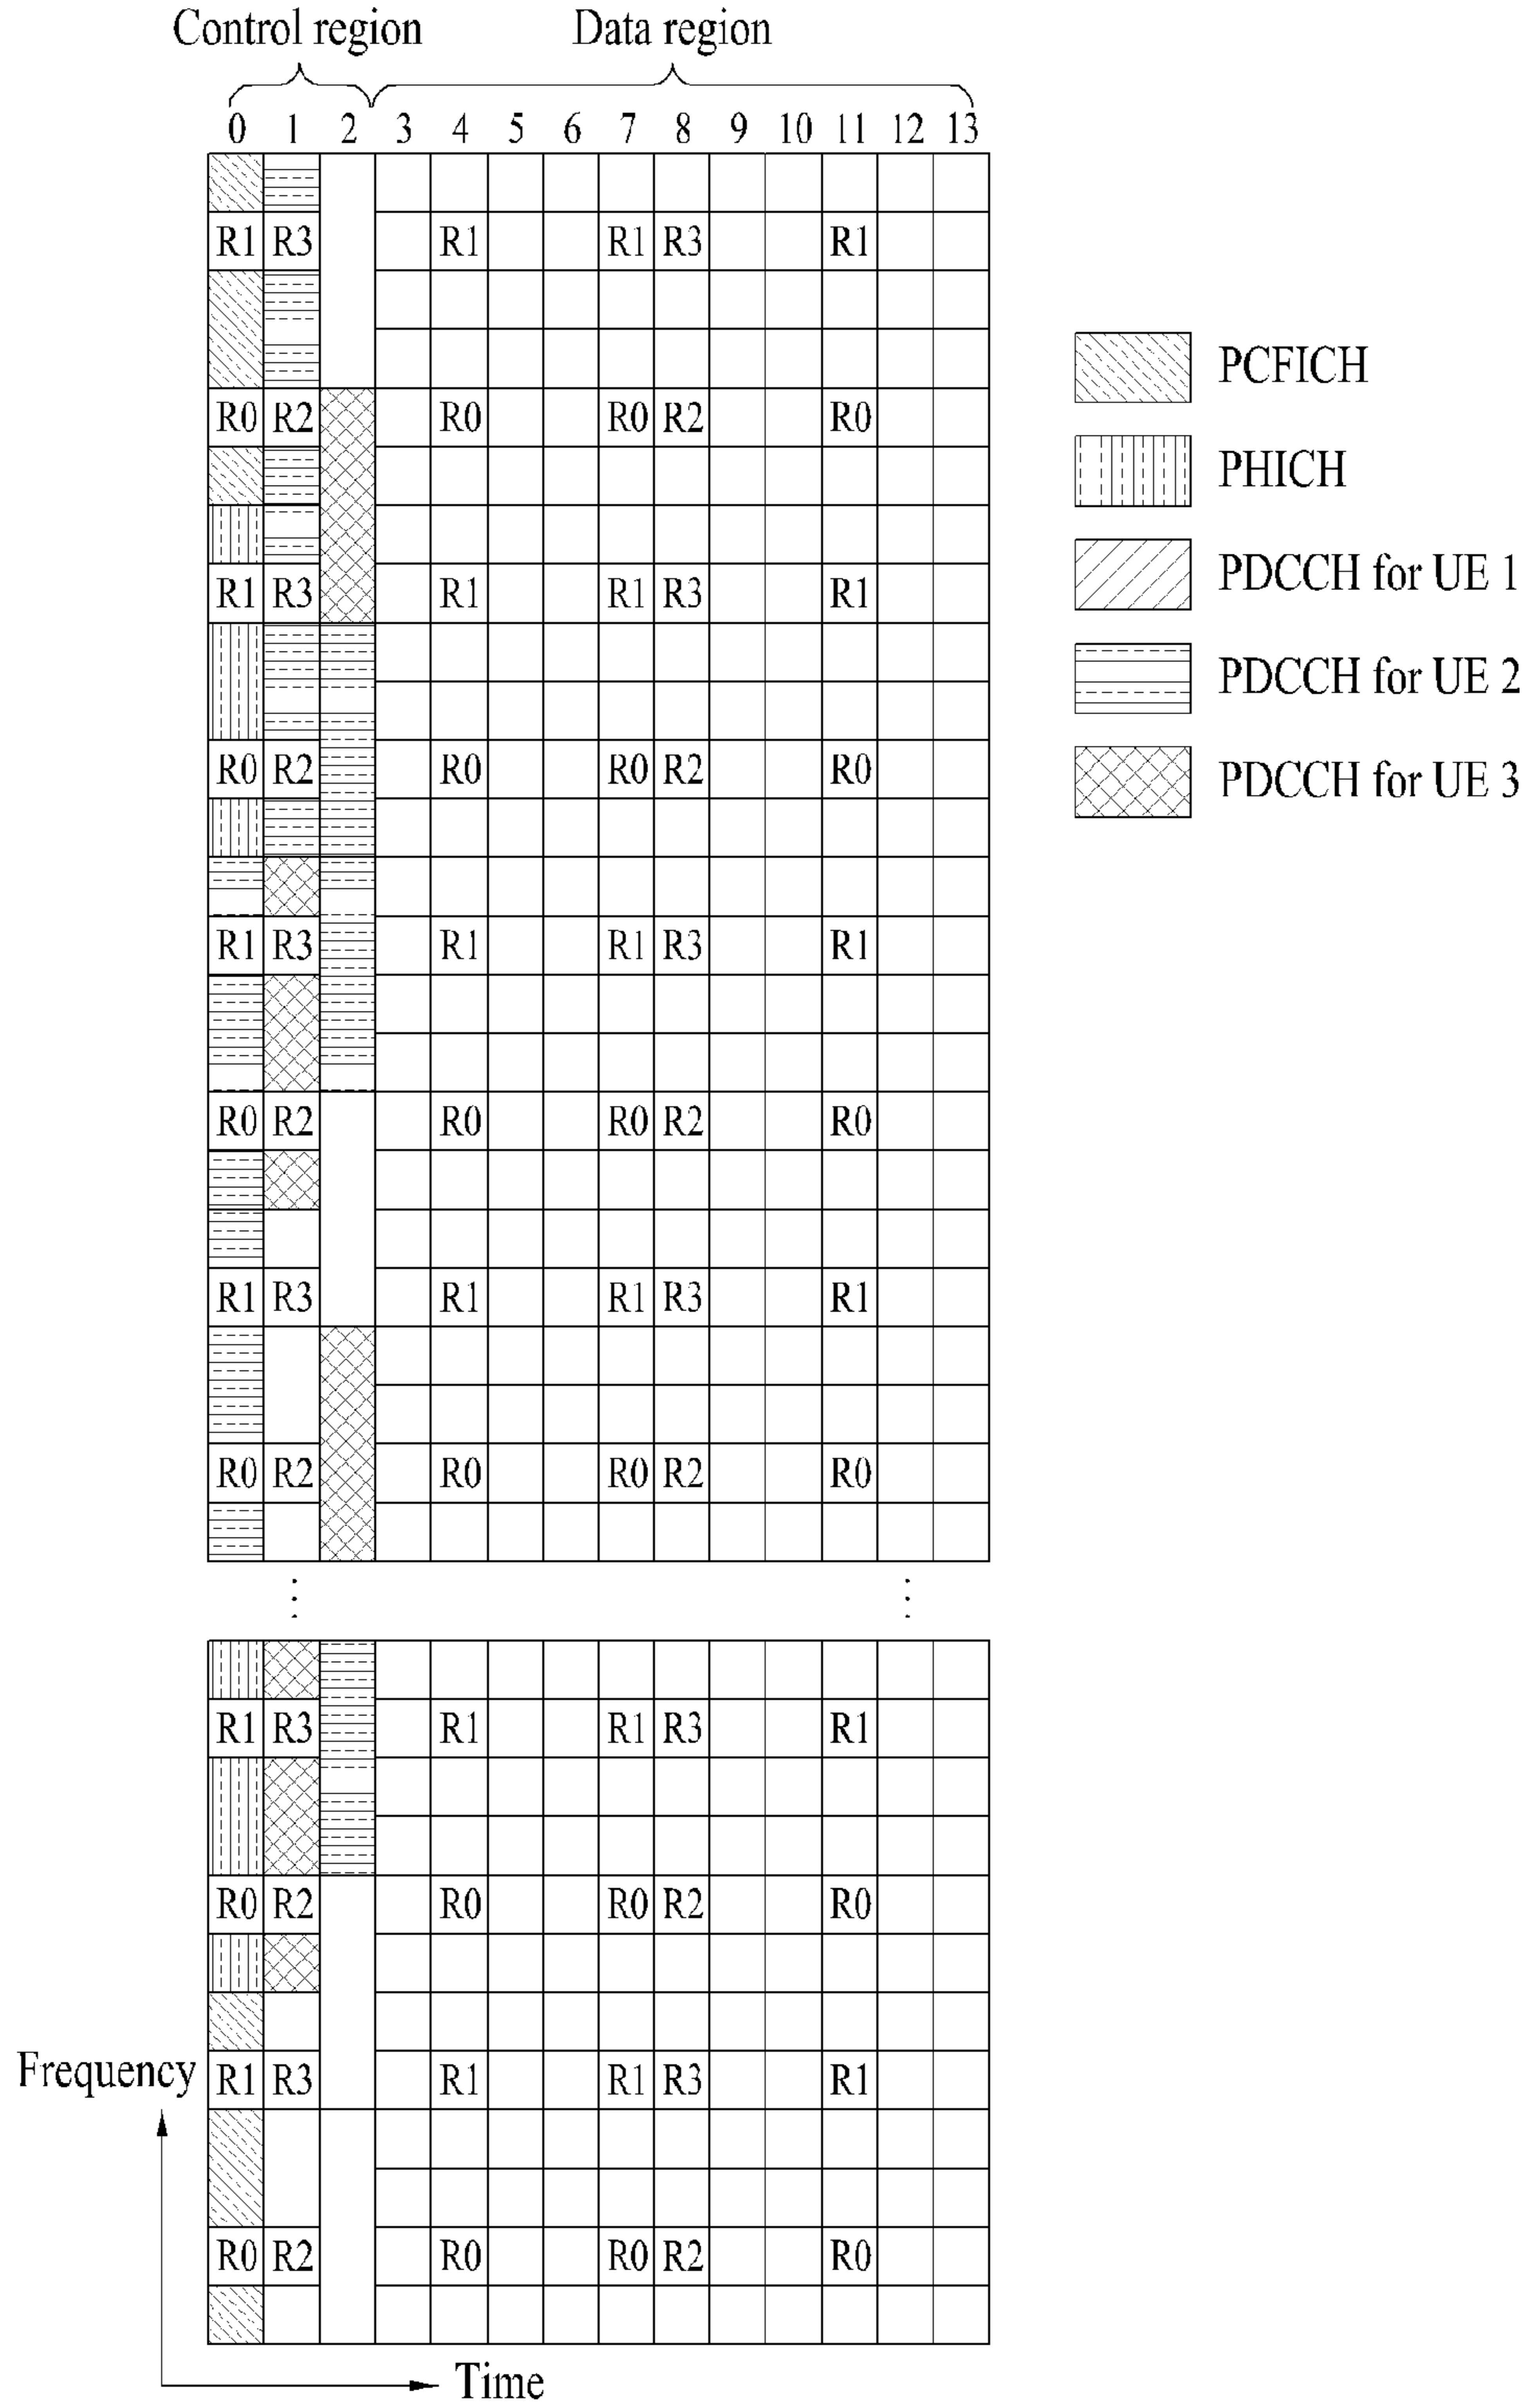 Control region Data region
0 1 2 3 4 5 6 7 8 9 10 11 12 13
R1 R3 R1 R1 R3 R1
PCFICH
R0 R2 R0 R0 R2 R0
PHICH
R1 R3 R1 R1 R3 R1
PDCCH for UE 1
PDCCH for UE 2
R0 R2 R0 R0 R2 R0
PDCCH for UE 3
R1 R3 R1 R1 R3 R1
R0 R2 R0 R0 R2 R0
R1 R3 R1 R1 R3 R1
R0 R2 R0 R0 R2 R0
R1 R3 R1 R1 R3 R1
R0 R2 R0 R0 R2 R0
Frequency R1 R3 R1 R1 R3 R1
R0 R2 R0 R0 R2 R0
Time